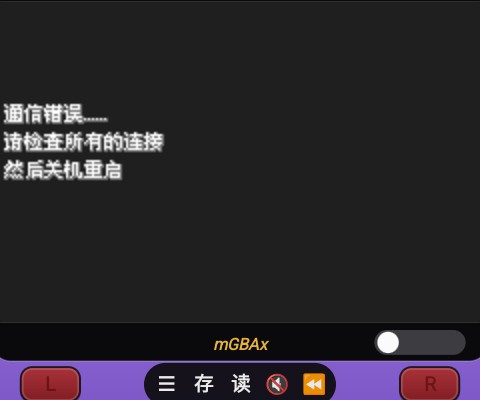 通信错误......
请检查所有的连接
然后关机重启
mGBAx
L
存 读
R